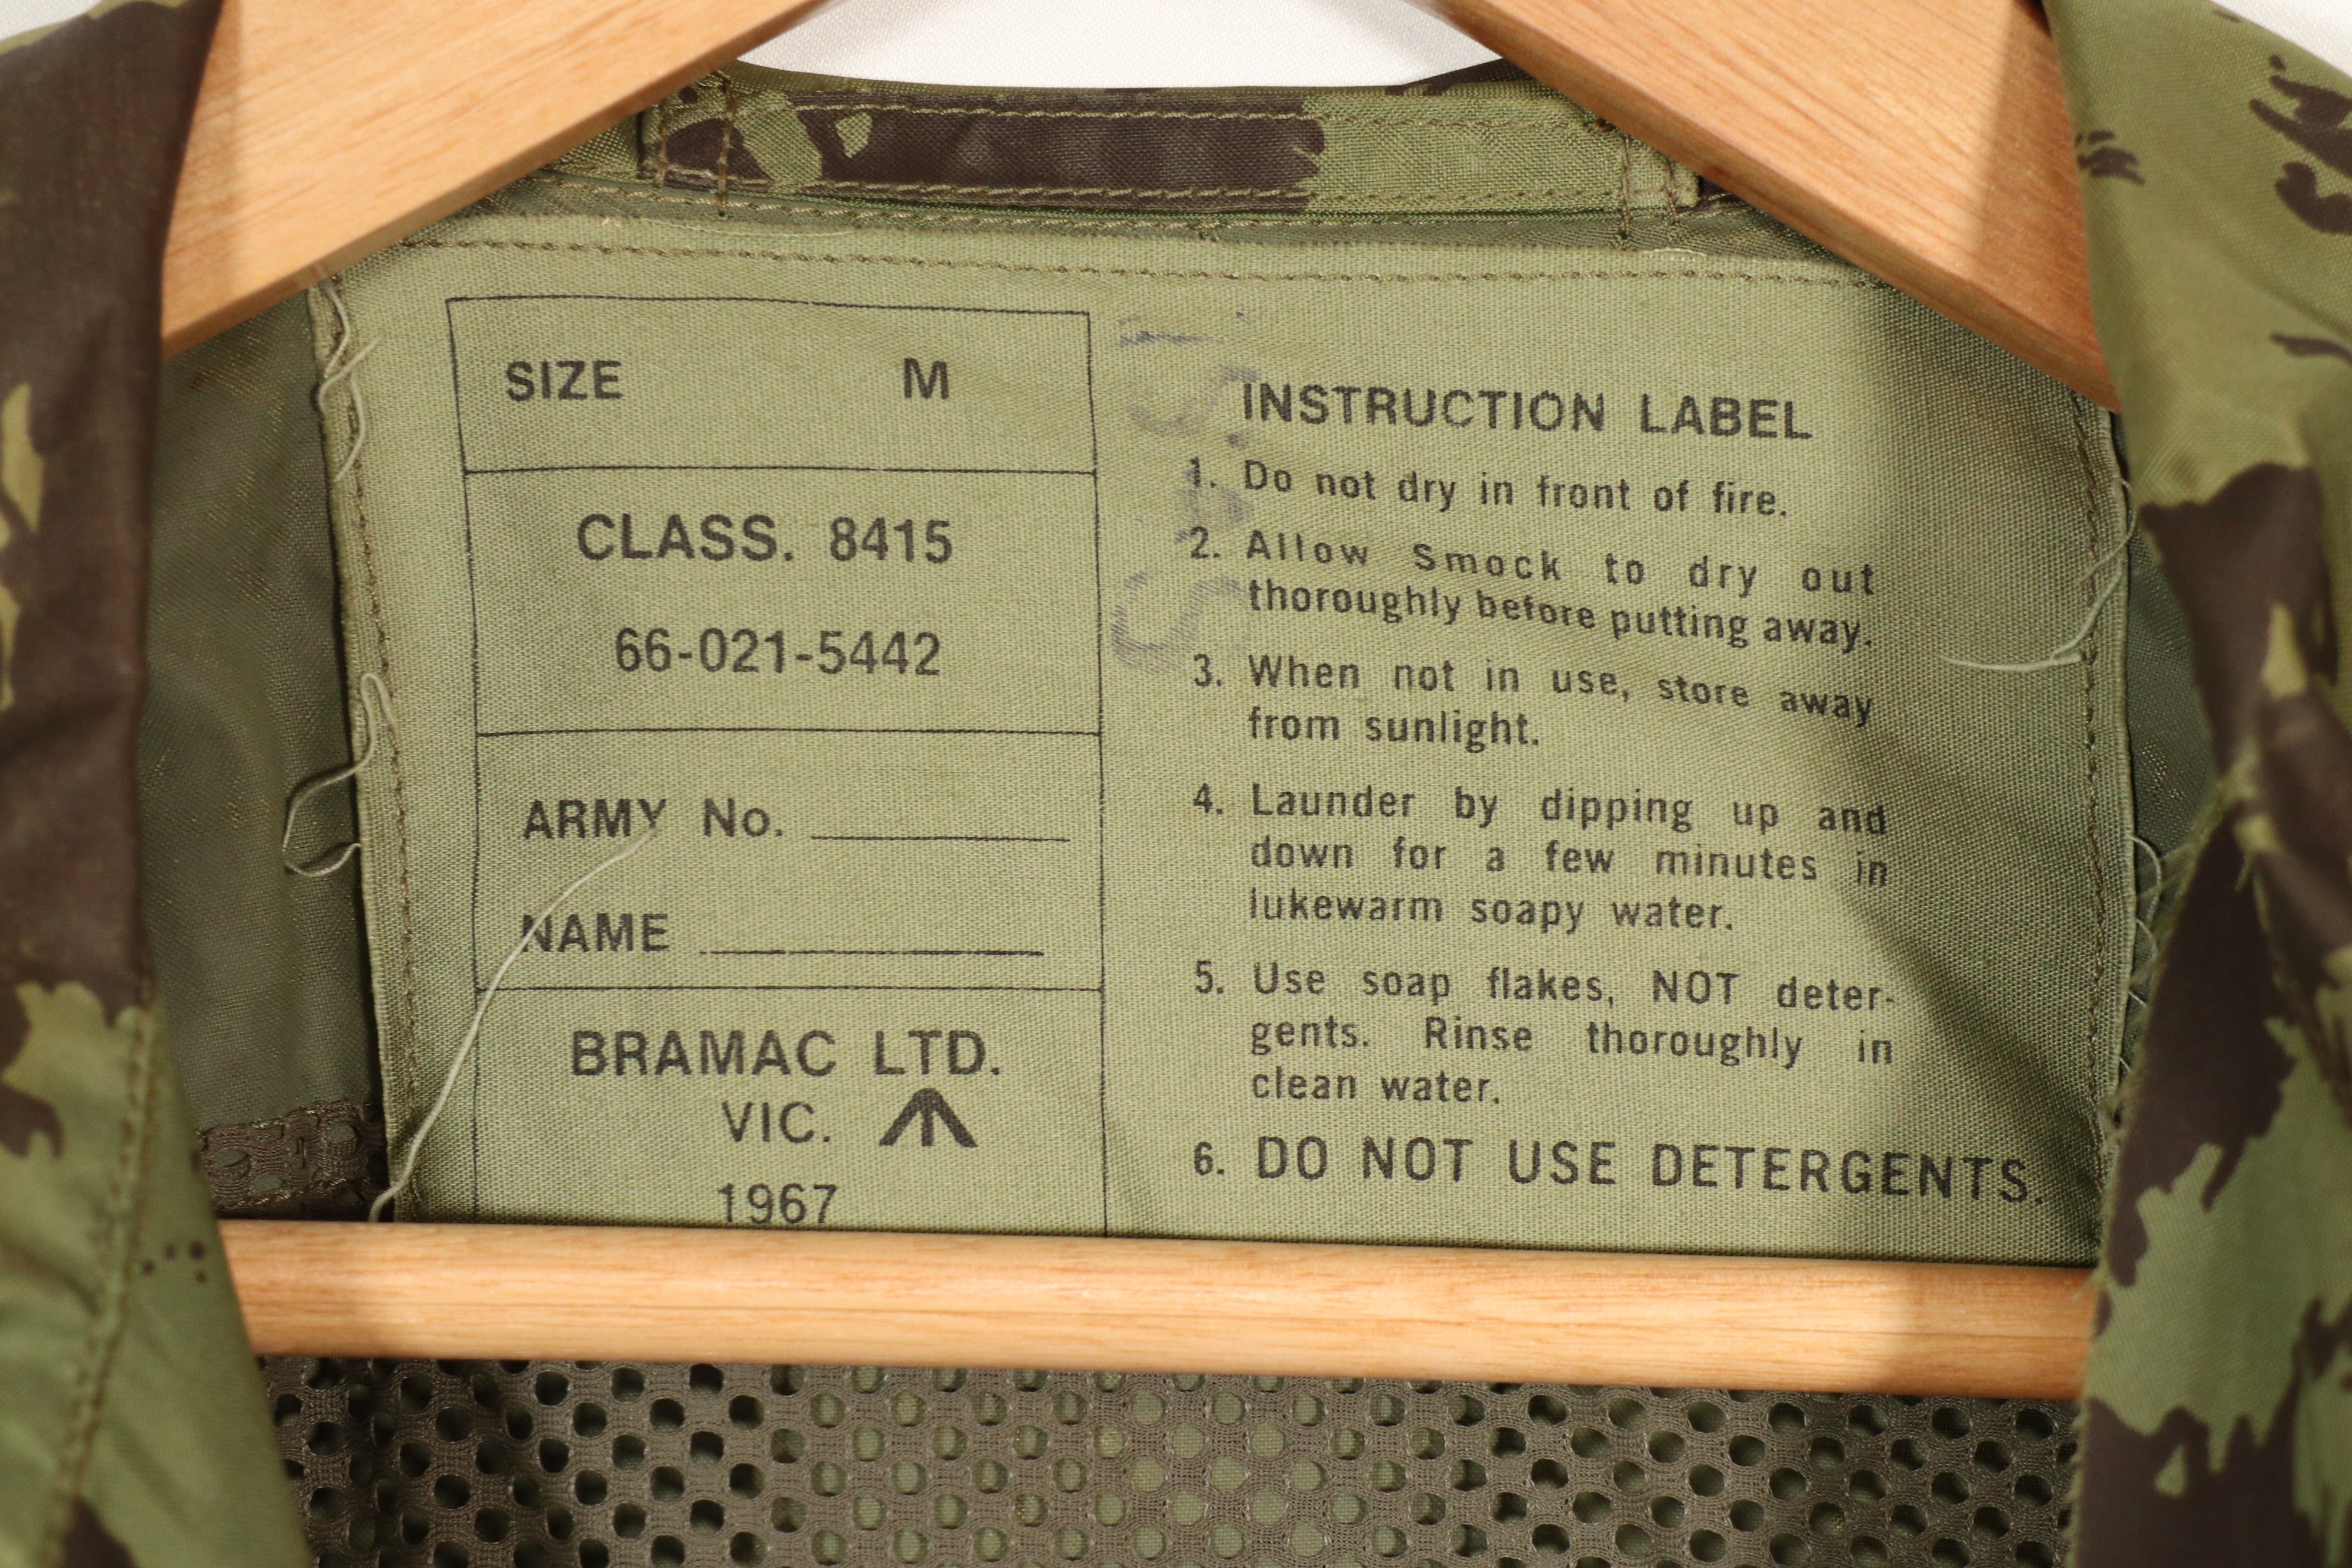 SIZE M
CLASS. 8415
66-021-5442
ARMY No.
NAME
BRAMAC LTD.
VIC.
1967
INSTRUCTION LABEL
1. Do not dry in front of fire.
2. Allow Smock to dry out
thoroughly before putting away.
3. When not in use, store away
from sunlight.
4. Launder by dipping up and
down for a few minutes in
lukewarm soapy water.
5. Use soap flakes, NOT deter-
gents. Rinse thoroughly in
clean water.
6. DO NOT USE DETERGENTS.